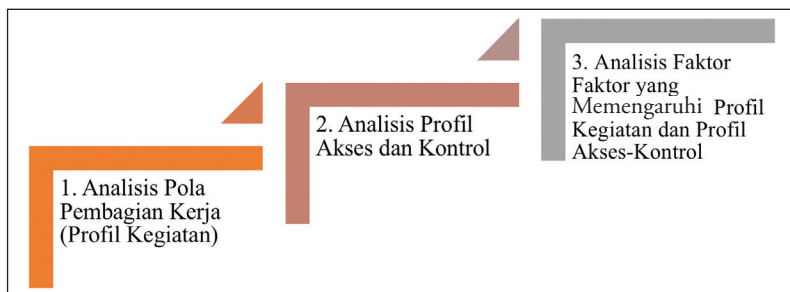 1. Analisis Pola
Pembagian Kerja
(Profil Kegiatan)
2. Analisis Profil
Akses dan Kontrol
3. Analisis Faktor
Faktor yang
Memengaruhi Profil
Kegiatan dan Profil
Akses-Kontrol